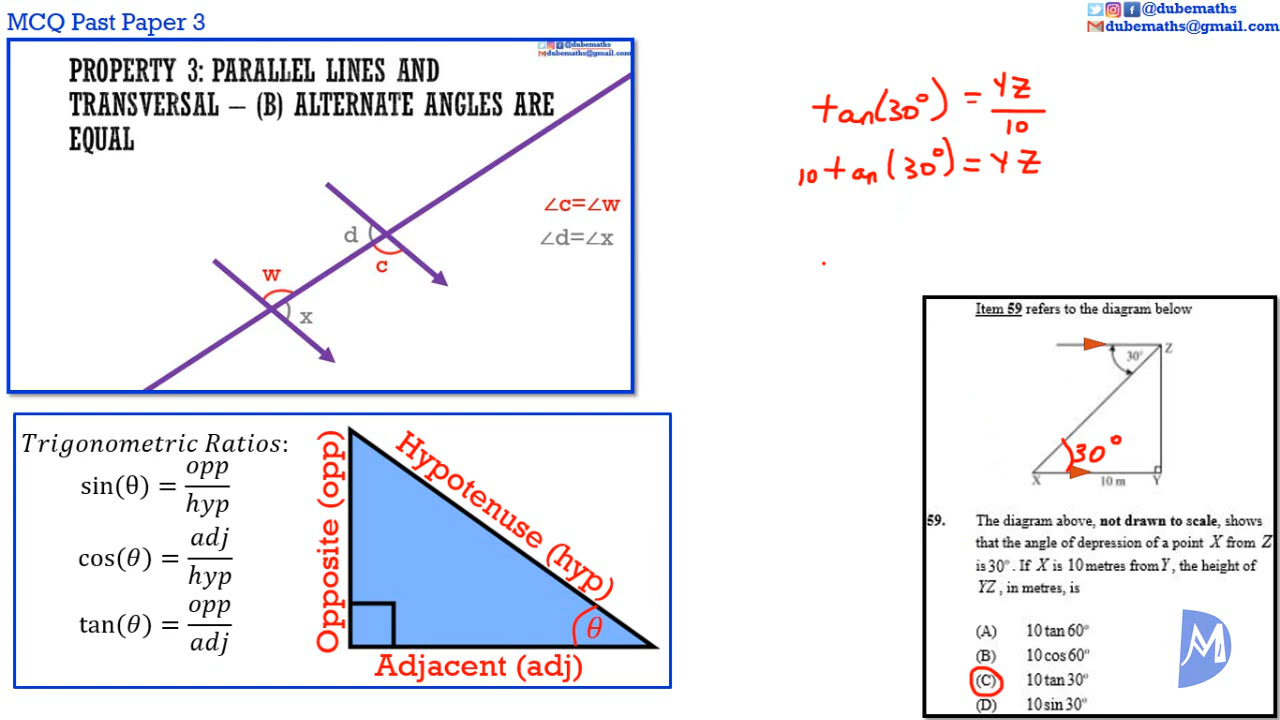 MCQ Past Paper 3
@dubemaths
dubemaths@gmail.com
@dubemaths
dubemaths@gmail.com
PROPERTY 3: PARALLEL LINES AND
TRANSVERSAL – (B) ALTERNATE ANGLES ARE
EQUAL
∠c=∠w
∠d=∠x
d
c
w
x
tan(30°) = YZ/10
10 tan(30°) = YZ
Trigonometric Ratios:
sin(θ) = opp/hyp
cos(θ) = adj/hyp
tan(θ) = opp/adj
Opposite (opp)
Hypotenuse (hyp)
θ
Adjacent (adj)
Item 59 refers to the diagram below
Z
30°
30°
X
10 m
Y
59. The diagram above, not drawn to scale, shows
that the angle of depression of a point X from Z
is 30°. If X is 10 metres from Y, the height of
YZ, in metres, is
(A) 10 tan 60°
(B) 10 cos 60°
(C) 10 tan 30°
(D) 10 sin 30°
M